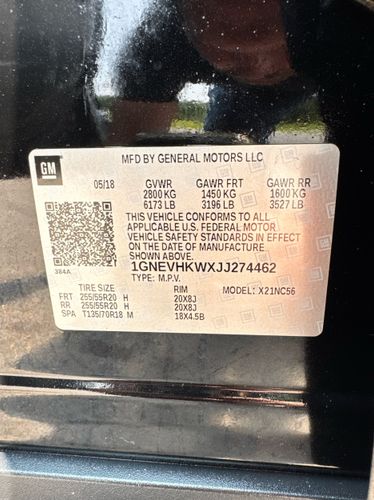 GM
MFD BY GENERAL MOTORS LLC
05/18 GVWR GAWR FRT GAWR RR
2800 KG 1450 KG 1600 KG
6173 LB 3196 LB 3527 LB
THIS VEHICLE CONFORMS TO ALL
APPLICABLE U.S. FEDERAL MOTOR
VEHICLE SAFETY STANDARDS IN EFFECT
ON THE DATE OF MANUFACTURE
SHOWN ABOVE.
384A 1GNEVHKWXJJ274462
TYPE: M.P.V.
TIRE SIZE RIM MODEL: X21NC56
FRT 255/55R20 H 20X8J
RR 255/55R20 H 20X8J
SPA T135/70R18 M 18X4.5B